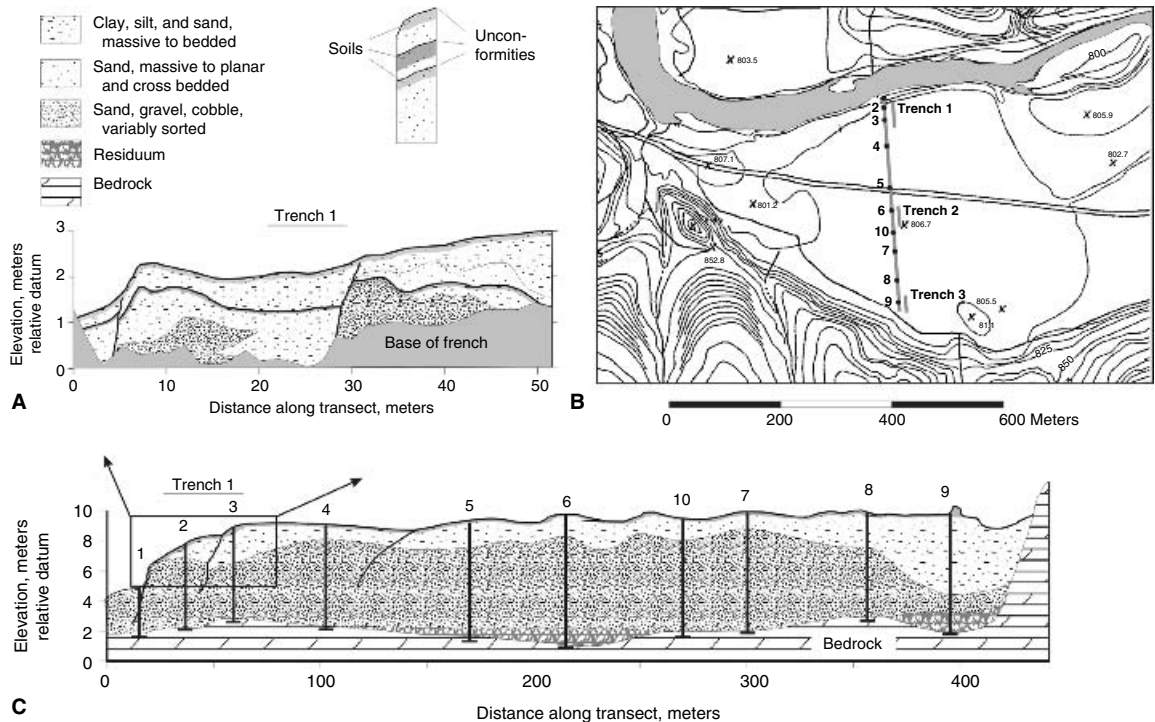 Clay, silt, and sand,
massive to bedded
Sand, massive to planar
and cross bedded
Sand, gravel, cobble,
variably sorted
Residuum
Bedrock
Soils
Uncon-
formities
Trench 1
Elevation, meters
relative datum
3
2
1
0
Base of french
0 10 20 30 40 50
Distance along transect, meters
A
803.5
800
805.9
802.7
807.1
801.2
852.8
2
3
4
5
6
10
7
8
9
Trench 1
Trench 2
806.7
Trench 3
805.5
81.1
825
850
B
0 200 400 600 Meters
Trench 1
1 2 3 4 5 6 10 7 8 9
Elevation, meters
relative datum
10
8
6
4
2
0
Bedrock
0 100 200 300 400
Distance along transect, meters
C